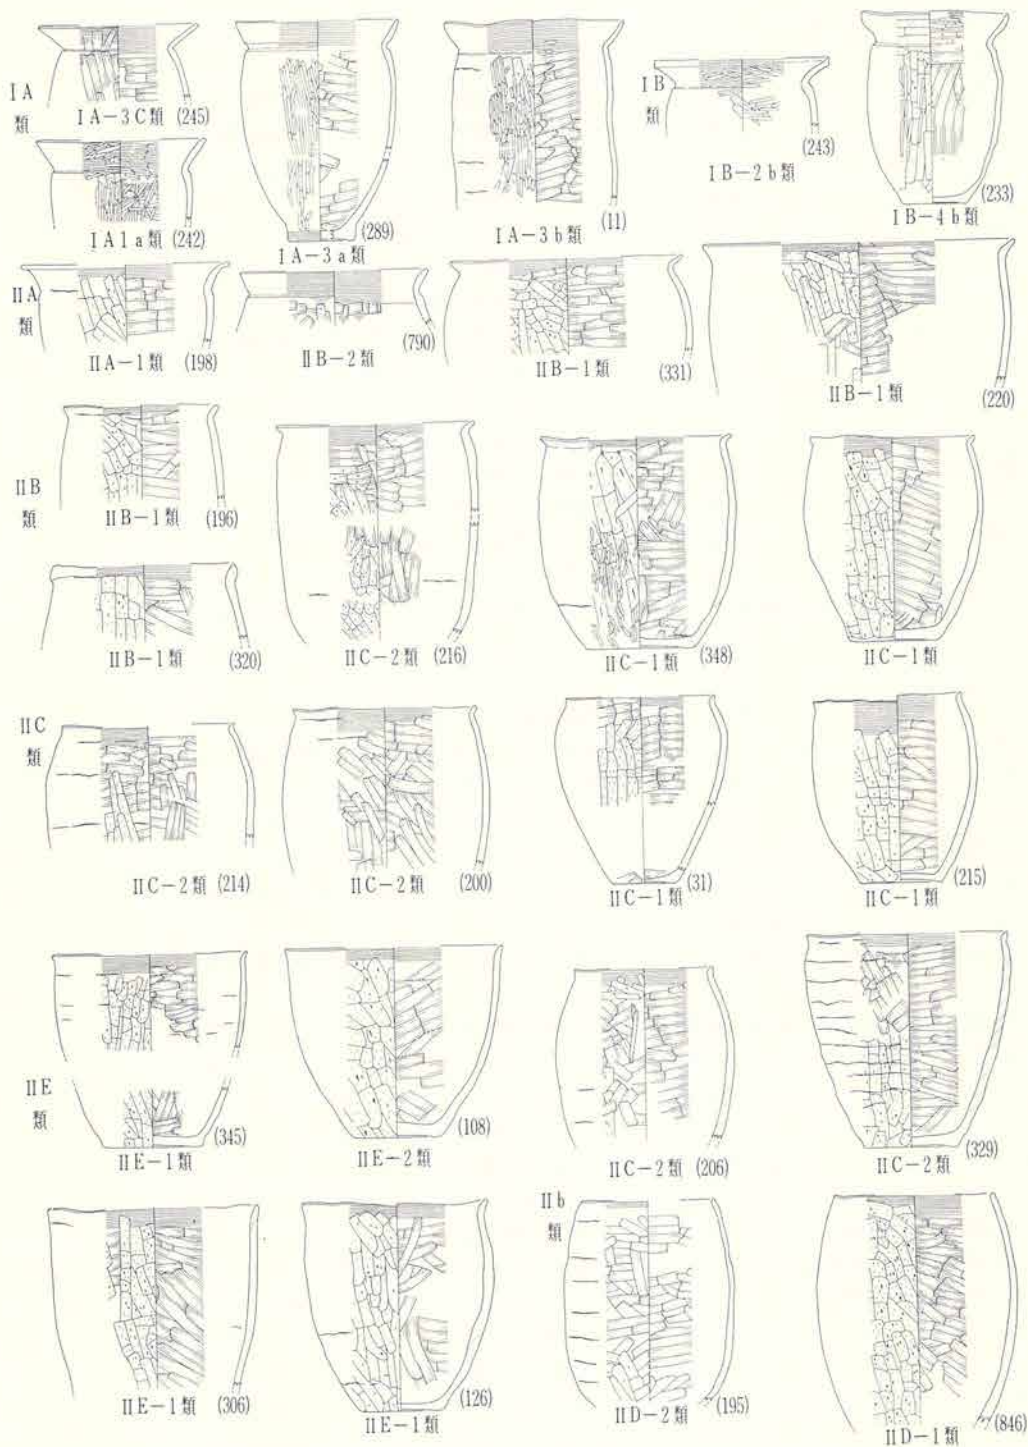 IA
類
IA-3C類 (245)
IA1a類 (242)
IA-3a類 (289)
IA-3b類 (11)
IB
類
IB-2b類 (243)
IB-4b類 (233)
IIA
類
IIA-1類 (198)
IIB-2類 (790)
IIB-1類 (331)
IIB-1類 (220)
IIB
類
IIB-1類 (196)
IIB-1類 (320)
IIC-2類 (216)
IIC-1類 (348)
IIC-1類
IIC
類
IIC-2類 (214)
IIC-2類 (200)
IIC-1類 (31)
IIC-1類 (215)
IIE
類
IIE-1類 (345)
IIE-2類 (108)
IIC-2類 (206)
IIC-2類 (329)
IIE-1類 (306)
IIE-1類 (126)
IIb
類
IID-2類 (195)
IID-1類 (846)